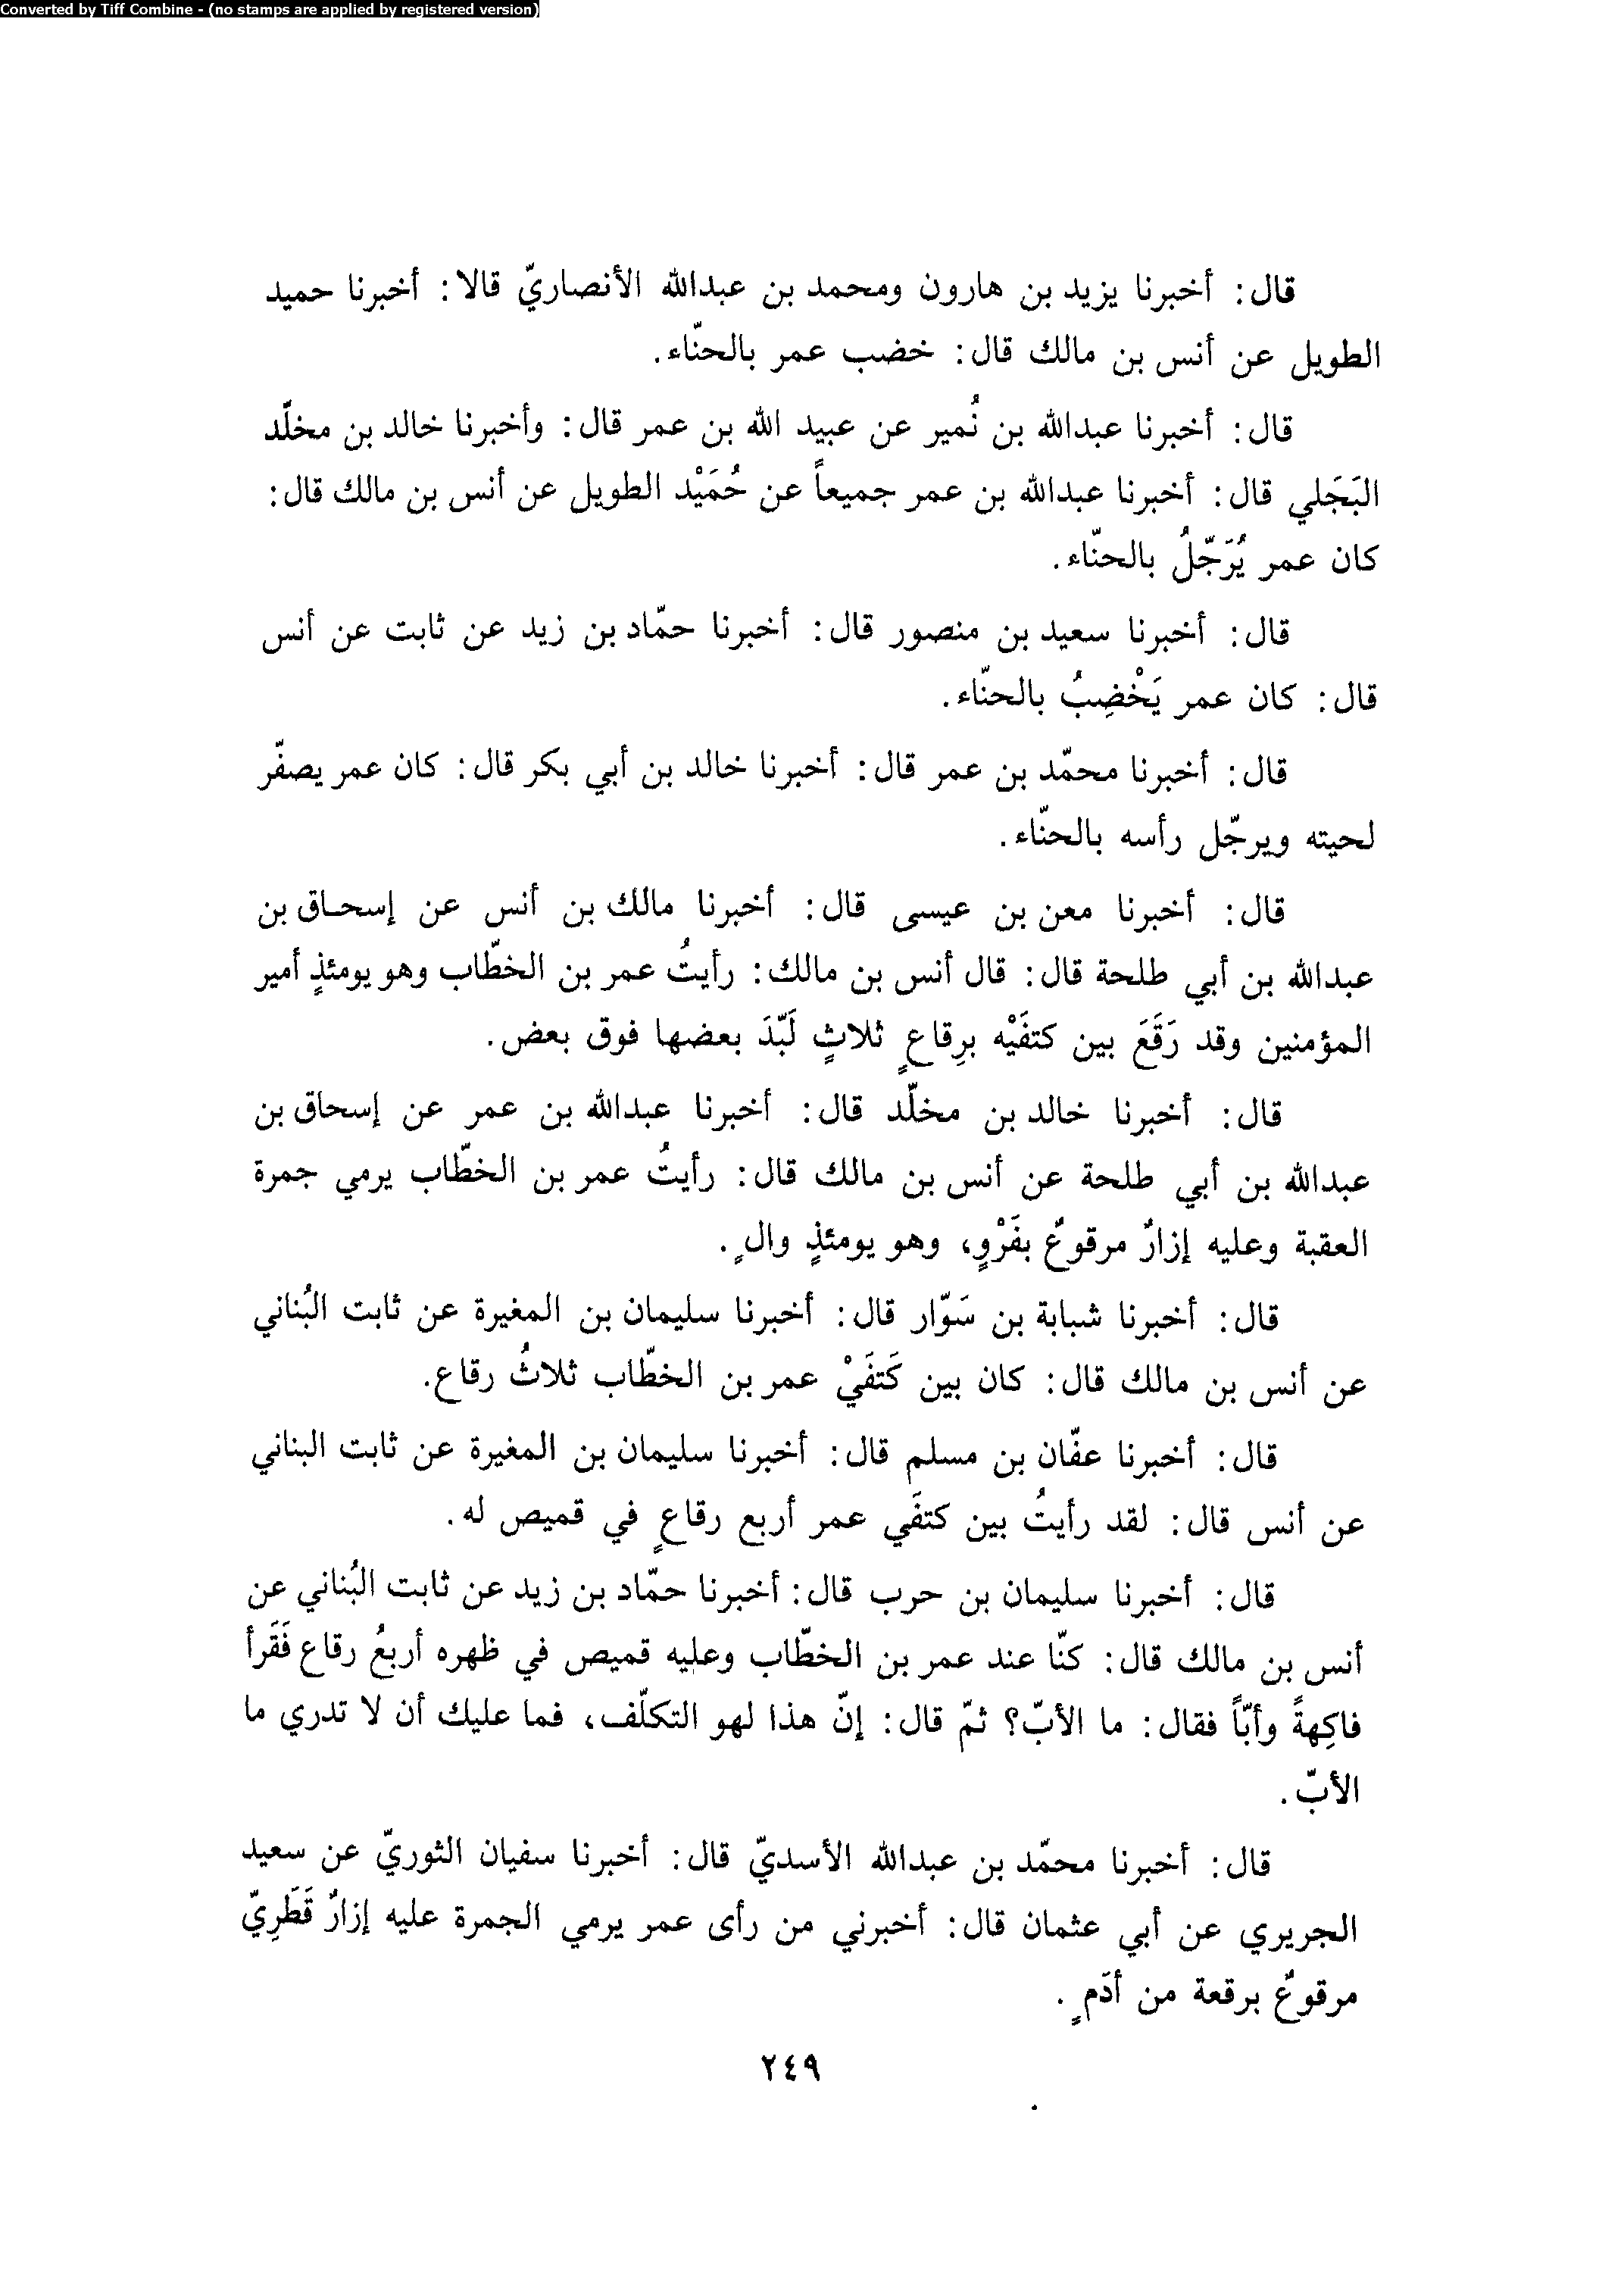 Converted by Tiff Combine - (no stamps are applied by registered version)
قال: أخبرنا يزيد بن هارون ومحمد بن عبدالله الأنصاريّ قالا: أخبرنا حميد
الطويل عن أنس بن مالك قال: خضب عمر بالحنّاء.
قال: أخبرنا عبدالله بن نُمير عن عبيد الله بن عمر قال: وأخبرنا خالد بن مخلّد
البَجَلي قال: أخبرنا عبدالله بن عمر جميعاً عن حُمَيْد الطويل عن أنس بن مالك قال:
كان عمر يُرَجّلُ بالحنّاء.
قال: أخبرنا سعيد بن منصور قال: أخبرنا حمّاد بن زيد عن ثابت عن أنس
قال: كان عمر يَخْضِبُ بالحنّاء.
قال: أخبرنا محمّد بن عمر قال: أخبرنا خالد بن أبي بكر قال: كان عمر يصفّر
لحيته ويرجّل رأسه بالحنّاء.
قال: أخبرنا معن بن عيسى قال: أخبرنا مالك بن أنس عن إسحاق بن
عبدالله بن أبي طلحة قال: قال أنس بن مالك: رأيتُ عمر بن الخطّاب وهو يومئذٍ أمير
المؤمنين وقد رَقَعَ بين كتفَيْه برِقاعٍ ثلاثٍ لَبّدَ بعضها فوق بعض.
قال: أخبرنا خالد بن مخلّد قال: أخبرنا عبدالله بن عمر عن إسحاق بن
عبدالله بن أبي طلحة عن أنس بن مالك قال: رأيتُ عمر بن الخطّاب يرمي جمرة
العقبة وعليه إزارٌ مرقوعٌ بفَرْوٍ، وهو يومئذٍ والٍ.
قال: أخبرنا شبابة بن سَوّار قال: أخبرنا سليمان بن المغيرة عن ثابت البُناني
عن أنس بن مالك قال: كان بين كَتفَيْ عمر بن الخطّاب ثلاثُ رقاع.
قال: أخبرنا عفّان بن مسلم قال: أخبرنا سليمان بن المغيرة عن ثابت البناني
عن أنس قال: لقد رأيتُ بين كتفَي عمر أربع رقاعٍ في قميص له.
قال: أخبرنا سليمان بن حرب قال: أخبرنا حمّاد بن زيد عن ثابت البُناني عن
أنس بن مالك قال: كنّا عند عمر بن الخطّاب وعليه قميص في ظهره أربعُ رقاع فَقَرأ
فاكِهةً وأبّاً فقال: ما الأبّ؟ ثمّ قال: إنّ هذا لهو التكلّف، فما عليك أن لا تدري ما
الأبّ.
قال: أخبرنا محمّد بن عبدالله الأسديّ قال: أخبرنا سفيان الثوريّ عن سعيد
الجريري عن أبي عثمان قال: أخبرني من رأى عمر يرمي الجمرة عليه إزارٌ قَطَرِيّ
مرقوعٌ برقعة من أدَمٍ.
٢٤٩